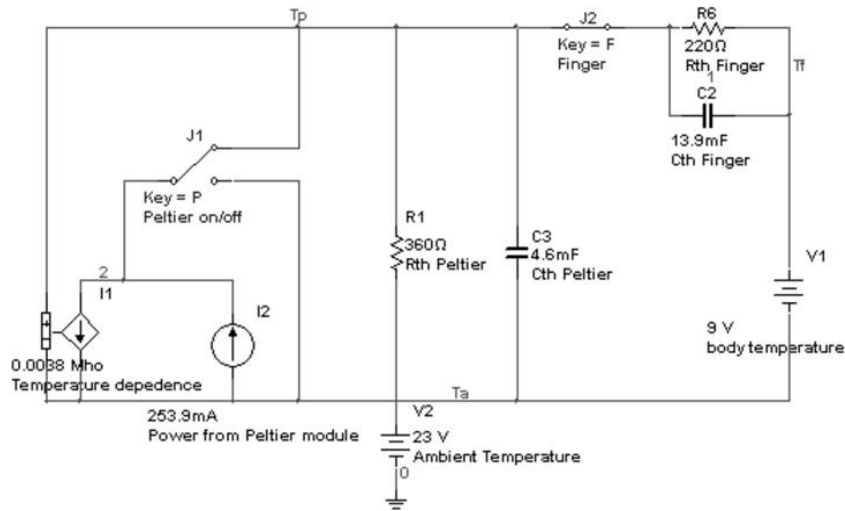 Tp
J2
Key = F
Finger
R6
220Ω
Rth Finger
Tf
1
C2
13.9mF
Cth Finger
J1
Key = P
Peltier on/off
R1
360Ω
Rth Peltier
C3
4.6mF
Cth Peltier
V1
9 V
body temperature
2
I1
I2
0.0038 Mho
Temperature depedence
253.9mA
Power from Peltier module
Ta
V2
23 V
Ambient Temperature
0